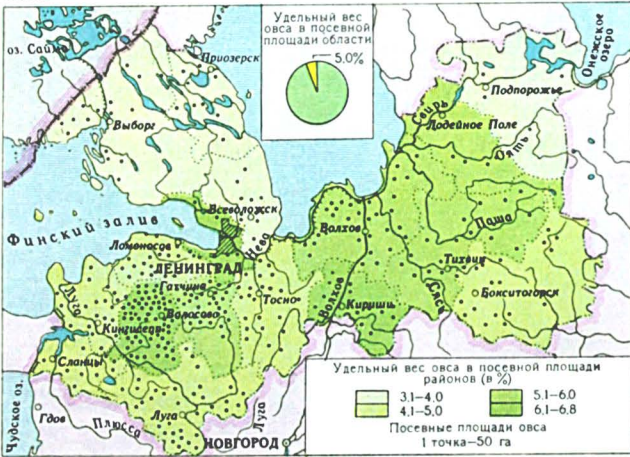 Удельный вес
овса в посевной
площади области
5.0%
оз. Сайма
Приозерск
Онежское
озеро
Выборг
Подпорожье
Свирь
Лодейное Поле
Оять
Всеволожск
Финский залив
Ломоносов
Нева
ЛЕНИНГРАД
Волхов
Паша
Тихвин
Гатчина
Тосно
Волхов
Сясь
Бокситогорск
Луга
Кингисепп
Волосово
Кириши
Сланцы
Чудское оз.
Гдов
Плюсса
Луга
Луга
НОВГОРОД
Удельный вес овса в посевной площади
районов (в %)
3.1–4,0
5.1–6.0
4,1–5,0
6,1–6.8
Посевные площади овса
1 точка–50 га